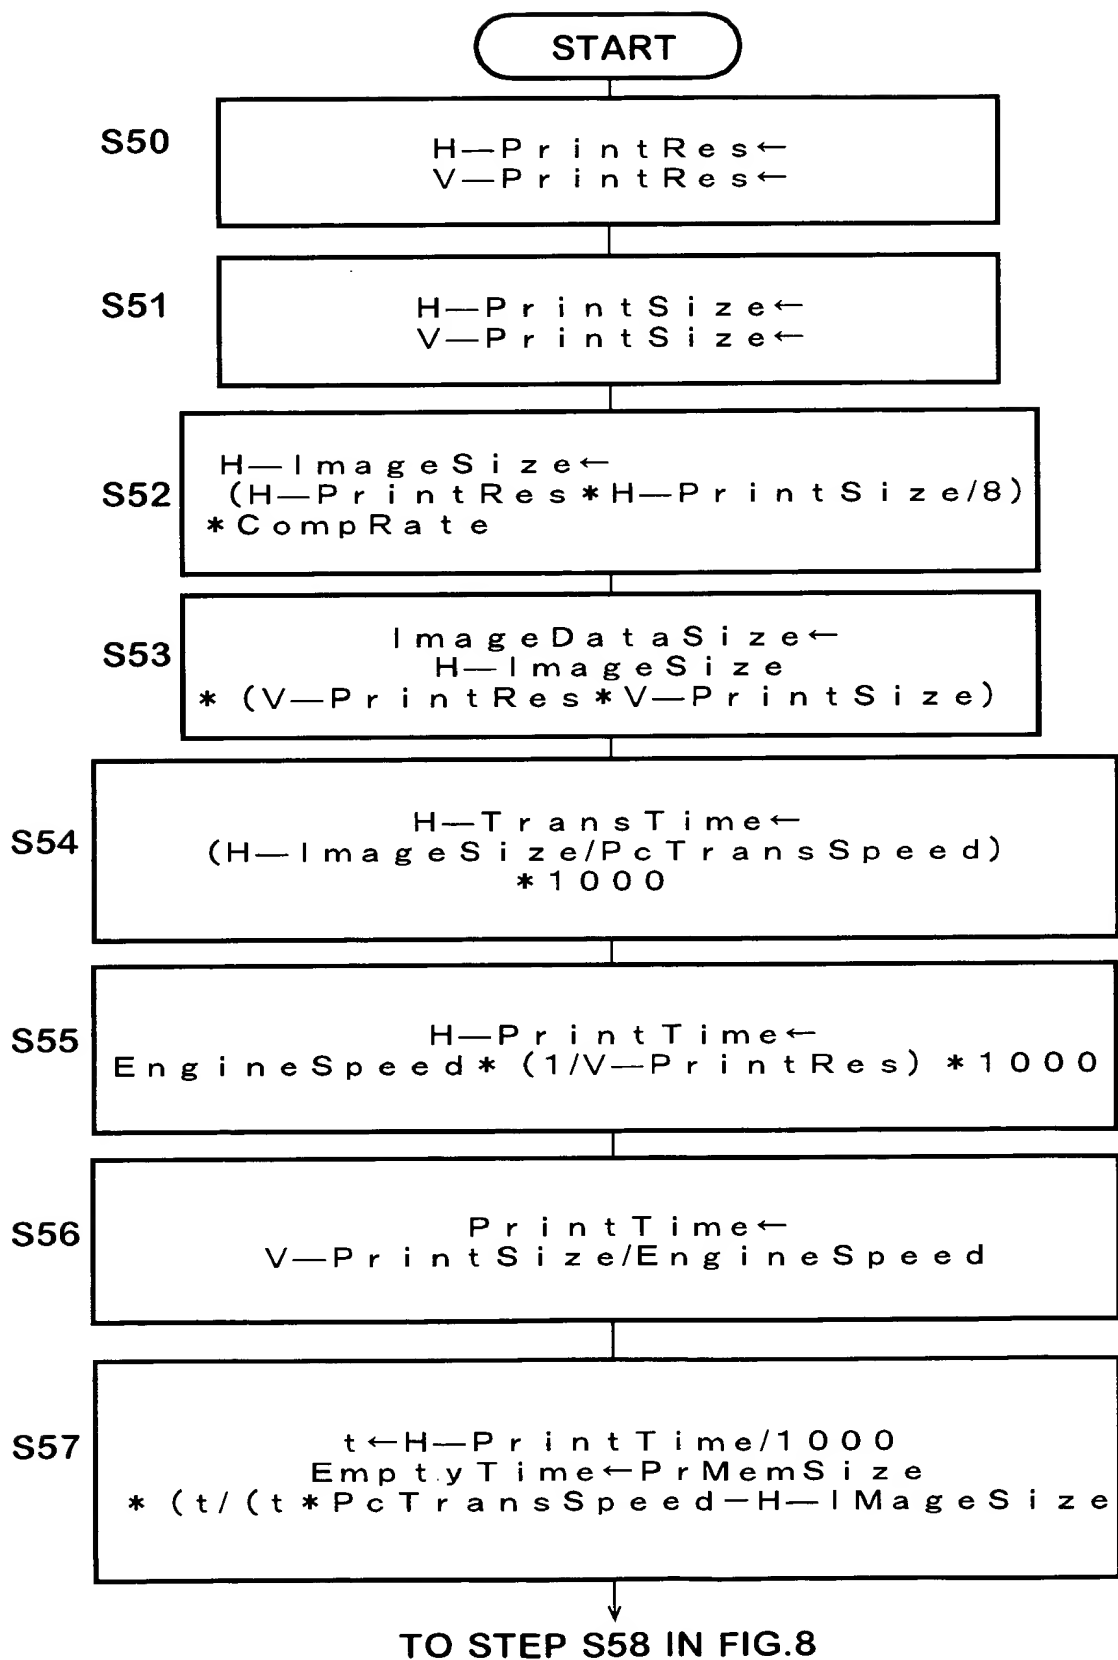 START
S50
H—PrintRes←
V—PrintRes←
S51
H—PrintSize←
V—PrintSize←
S52
H—ImageSize←
(H—PrintRes*H—PrintSize/8)
*CompRate
S53
ImageDataSize←
H—ImageSize
*(V—PrintRes*V—PrintSize)
S54
H—TransTime←
(H—ImageSize/PcTransSpeed)
*1000
S55
H—PrintTime←
EngineSpeed*(1/V—PrintRes)*1000
S56
PrintTime←
V—PrintSize/EngineSpeed
S57
t←H—PrintTime/1000
EmptyTime←PrMemSize
*(t/(t*PcTransSpeed−H—IMageSize
TO STEP S58 IN FIG.8